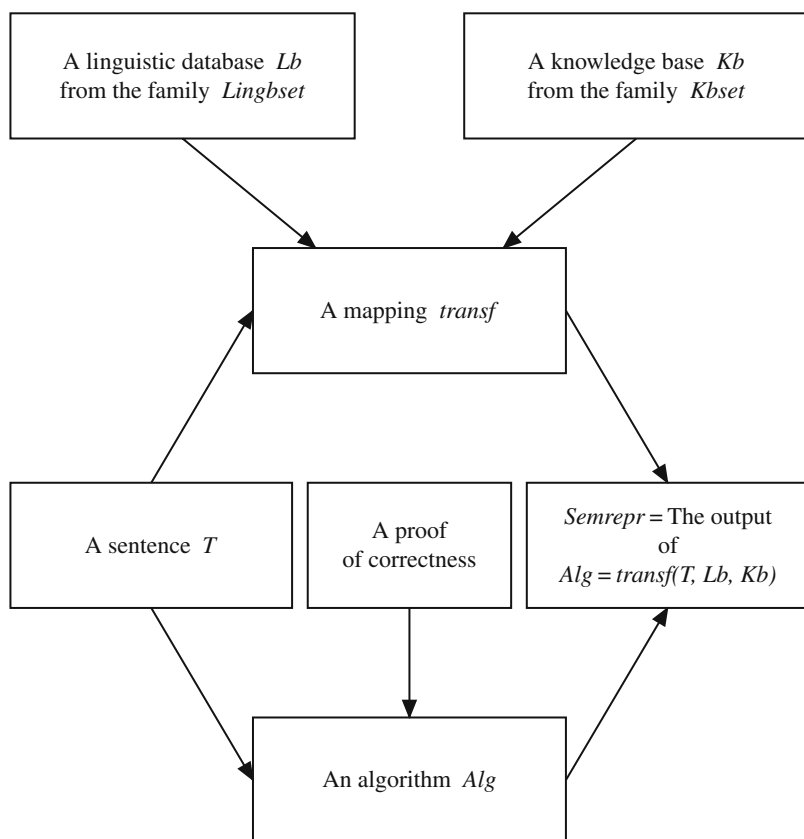 A linguistic database Lb
from the family Lingbset
A knowledge base Kb
from the family Kbset
A mapping transf
A sentence T
A proof
of correctness
Semrepr = The output
of
Alg = transf(T, Lb, Kb)
An algorithm Alg